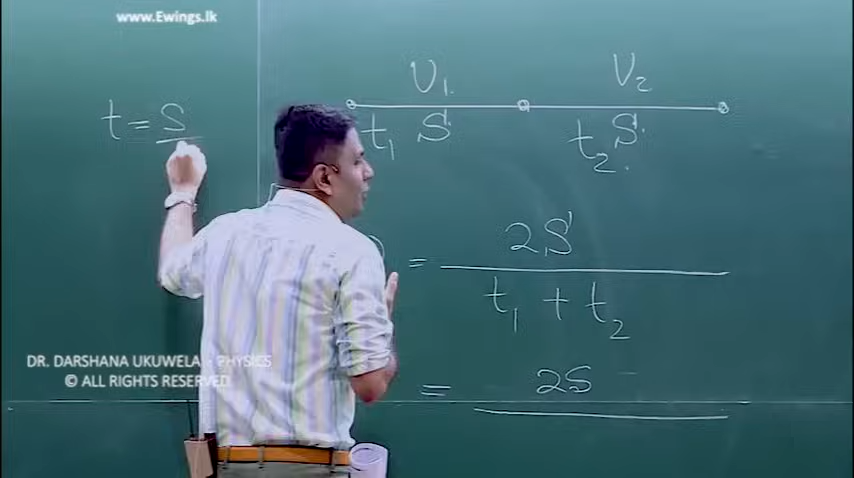 www.Ewings.lk
V₁ V₂
t = S
t₁ S t₂ S
= 2S
t₁ + t₂
= 2S
DR. DARSHANA UKUWELA - PHYSICS
© ALL RIGHTS RESERVED